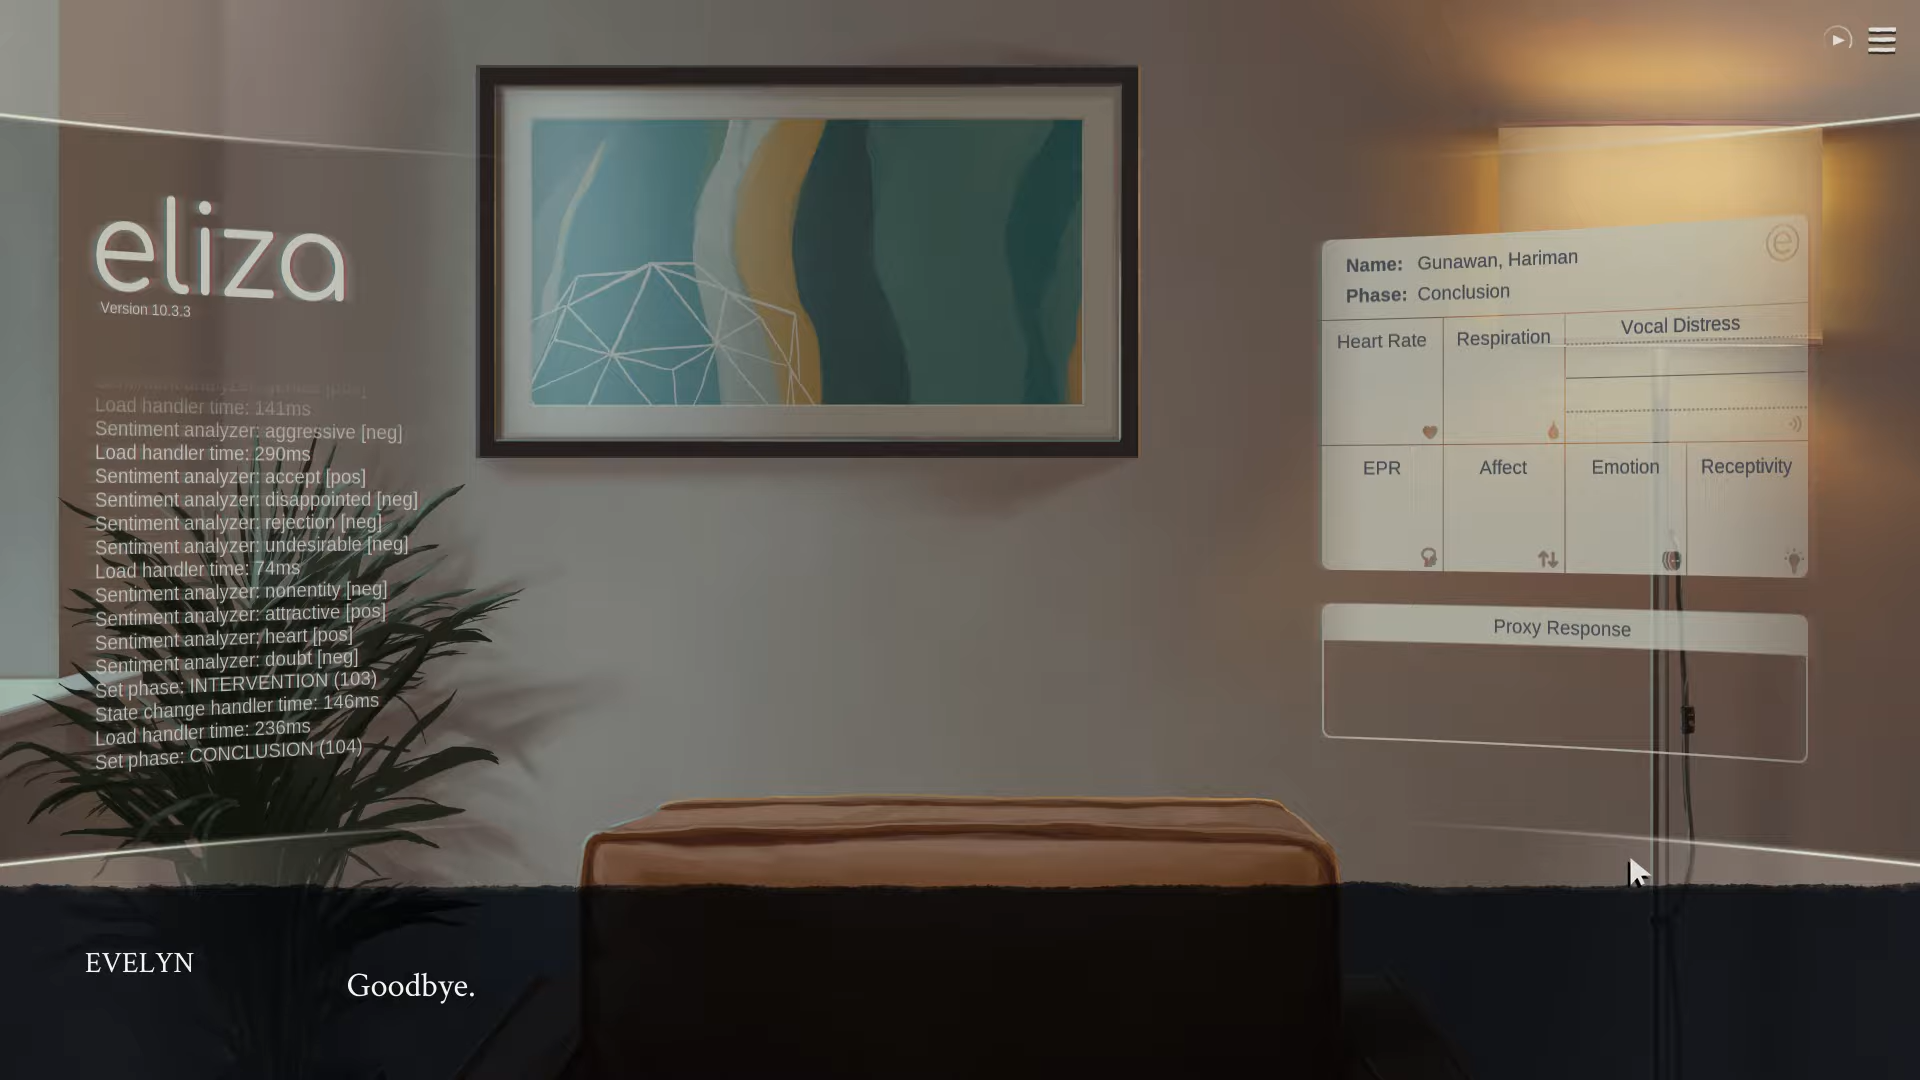 eliza
Version 10.3.3
Load handler time: 141ms
Sentiment analyzer: aggressive [neg]
Load handler time: 290ms
Sentiment analyzer: accept [pos]
Sentiment analyzer: disappointed [neg]
Sentiment analyzer: rejection [neg]
Sentiment analyzer: undesirable [neg]
Load handler time: 74ms
Sentiment analyzer: nonentity [neg]
Sentiment analyzer: attractive [pos]
Sentiment analyzer: heart [pos]
Sentiment analyzer: doubt [neg]
Set phase: INTERVENTION (103)
State change handler time: 146ms
Load handler time: 236ms
Set phase: CONCLUSION (104)
e
Name: Gunawan, Hariman
Phase: Conclusion
Heart Rate
Respiration
Vocal Distress
EPR
Affect
Emotion
Receptivity
Proxy Response
EVELYN
Goodbye.